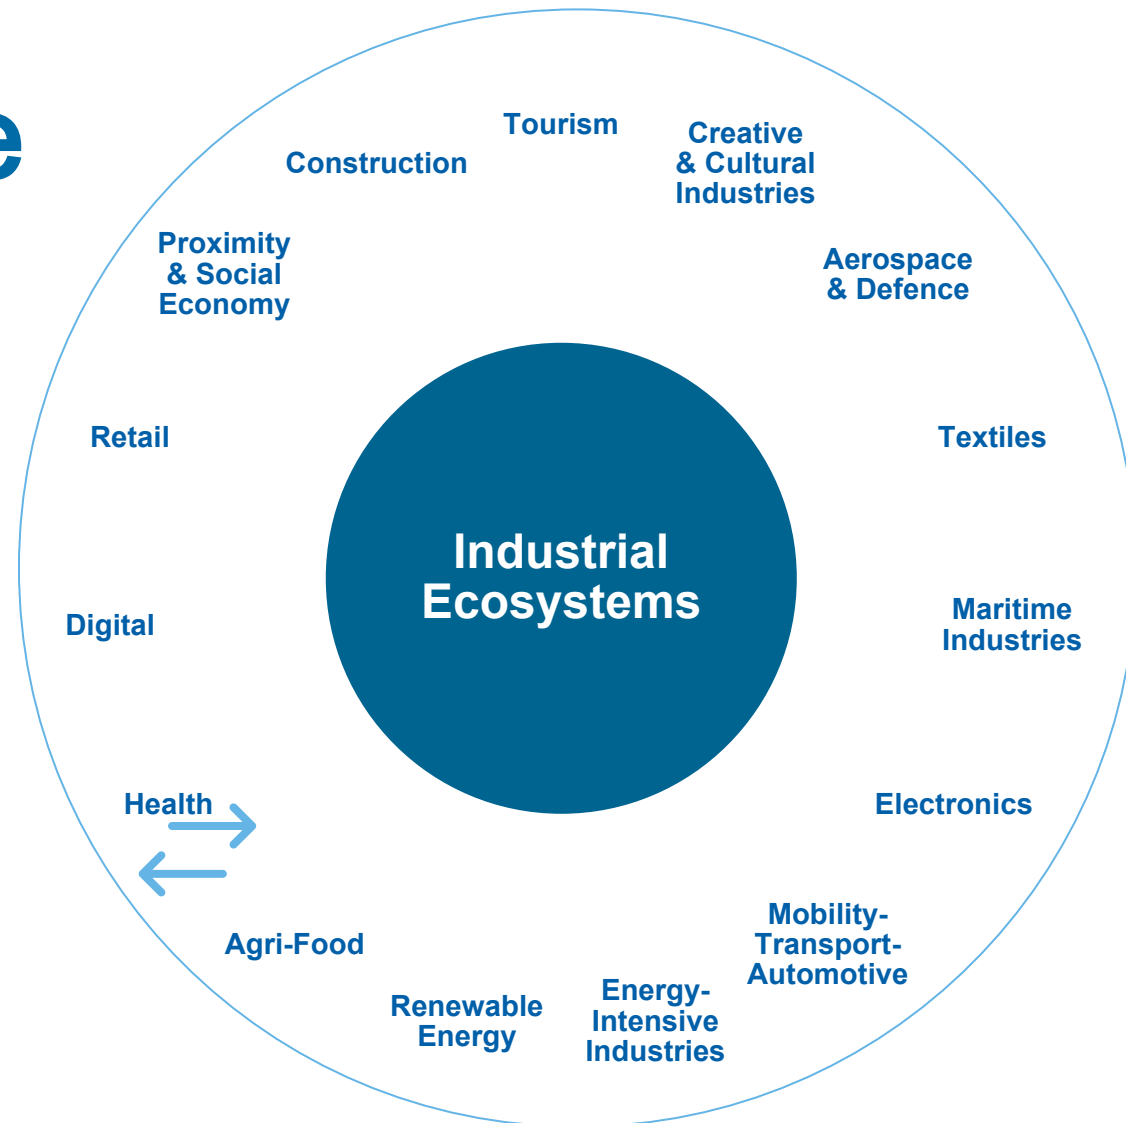 e
Tourism
Creative
& Cultural
Industries
Construction
Proximity
& Social
Economy
Aerospace
& Defence
Retail
Textiles
Industrial
Ecosystems
Digital
Maritime
Industries
Health
Electronics
Agri-Food
Mobility-
Transport-
Automotive
Renewable
Energy
Energy-
Intensive
Industries